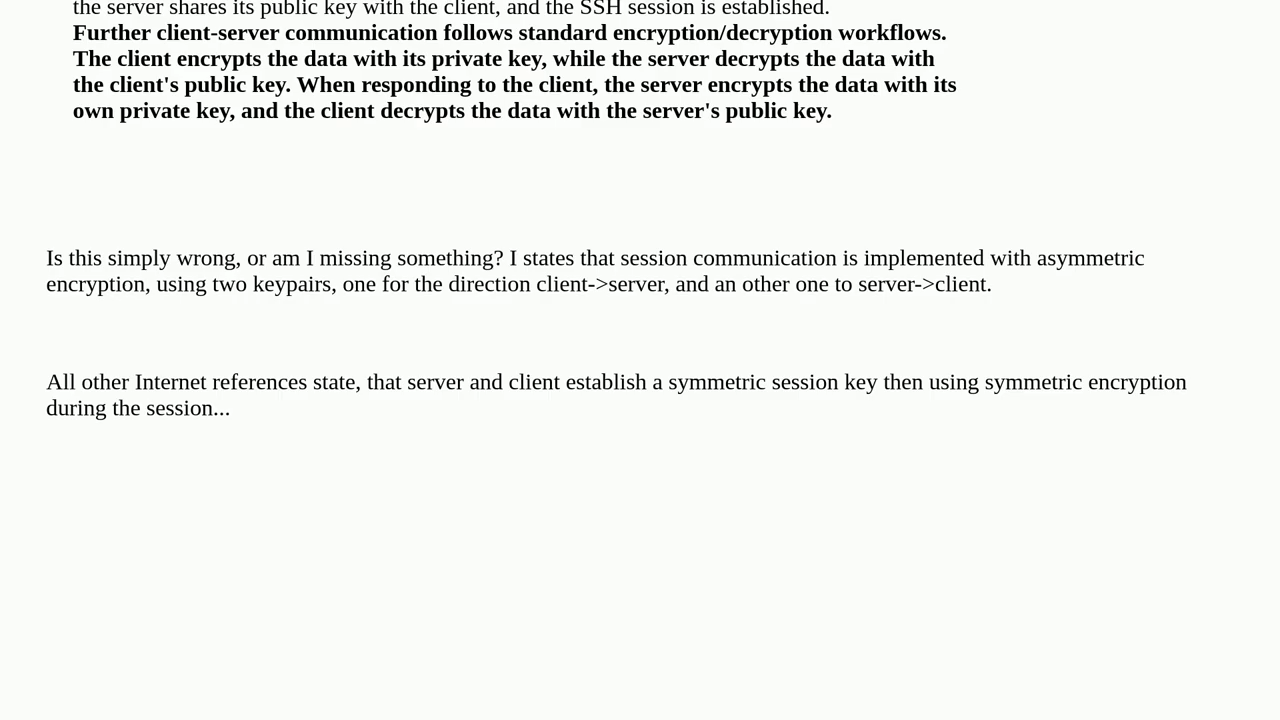 the server shares its public key with the client, and the SSH session is established.
Further client-server communication follows standard encryption/decryption workflows.
The client encrypts the data with its private key, while the server decrypts the data with
the client's public key. When responding to the client, the server encrypts the data with its
own private key, and the client decrypts the data with the server's public key.
Is this simply wrong, or am I missing something? I states that session communication is implemented with asymmetric
encryption, using two keypairs, one for the direction client->server, and an other one to server->client.
All other Internet references state, that server and client establish a symmetric session key then using symmetric encryption
during the session...